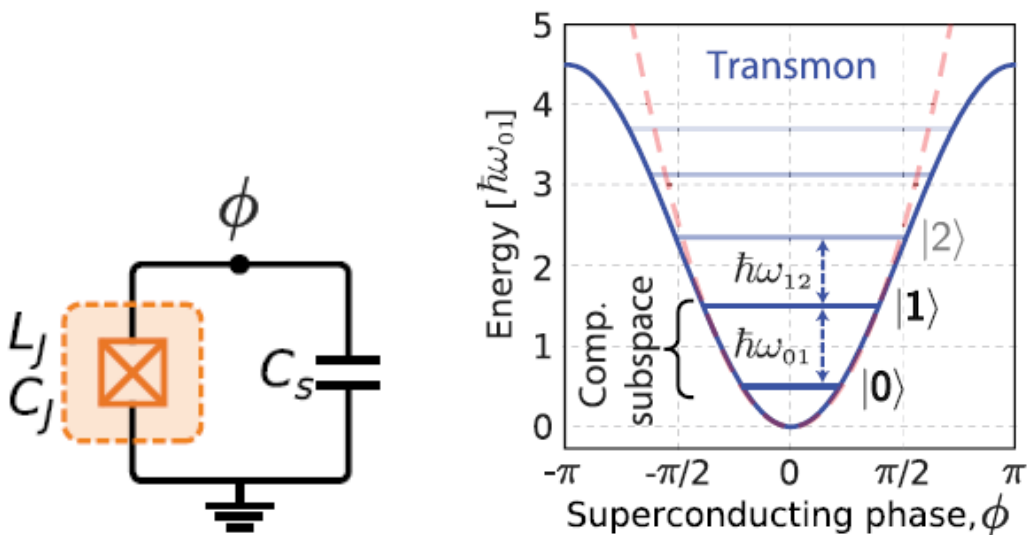 ϕ
L_J
C_J
C_s
Energy [ℏω₀₁]
5
4
3
2
1
0
Transmon
ℏω₁₂
ℏω₀₁
Comp.
subspace
|2⟩
|1⟩
|0⟩
-π -π/2 0 π/2 π
Superconducting phase, ϕ